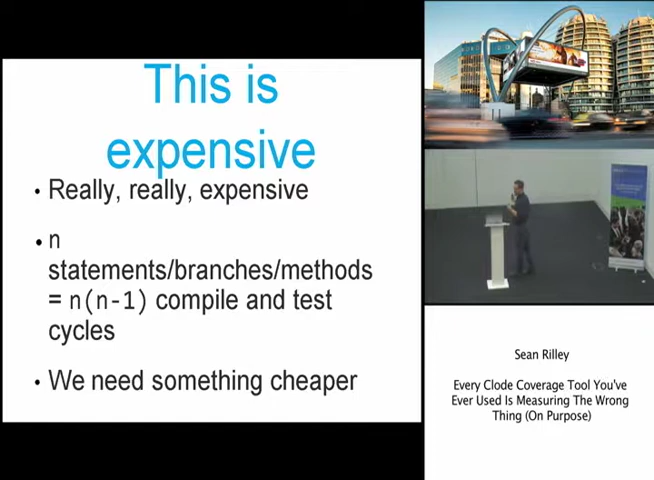 This is
expensive
• Really, really, expensive
• n
statements/branches/methods
= n(n-1) compile and test
cycles
• We need something cheaper
Sean Rilley
Every Clode Coverage Tool You've
Ever Used Is Measuring The Wrong
Thing (On Purpose)